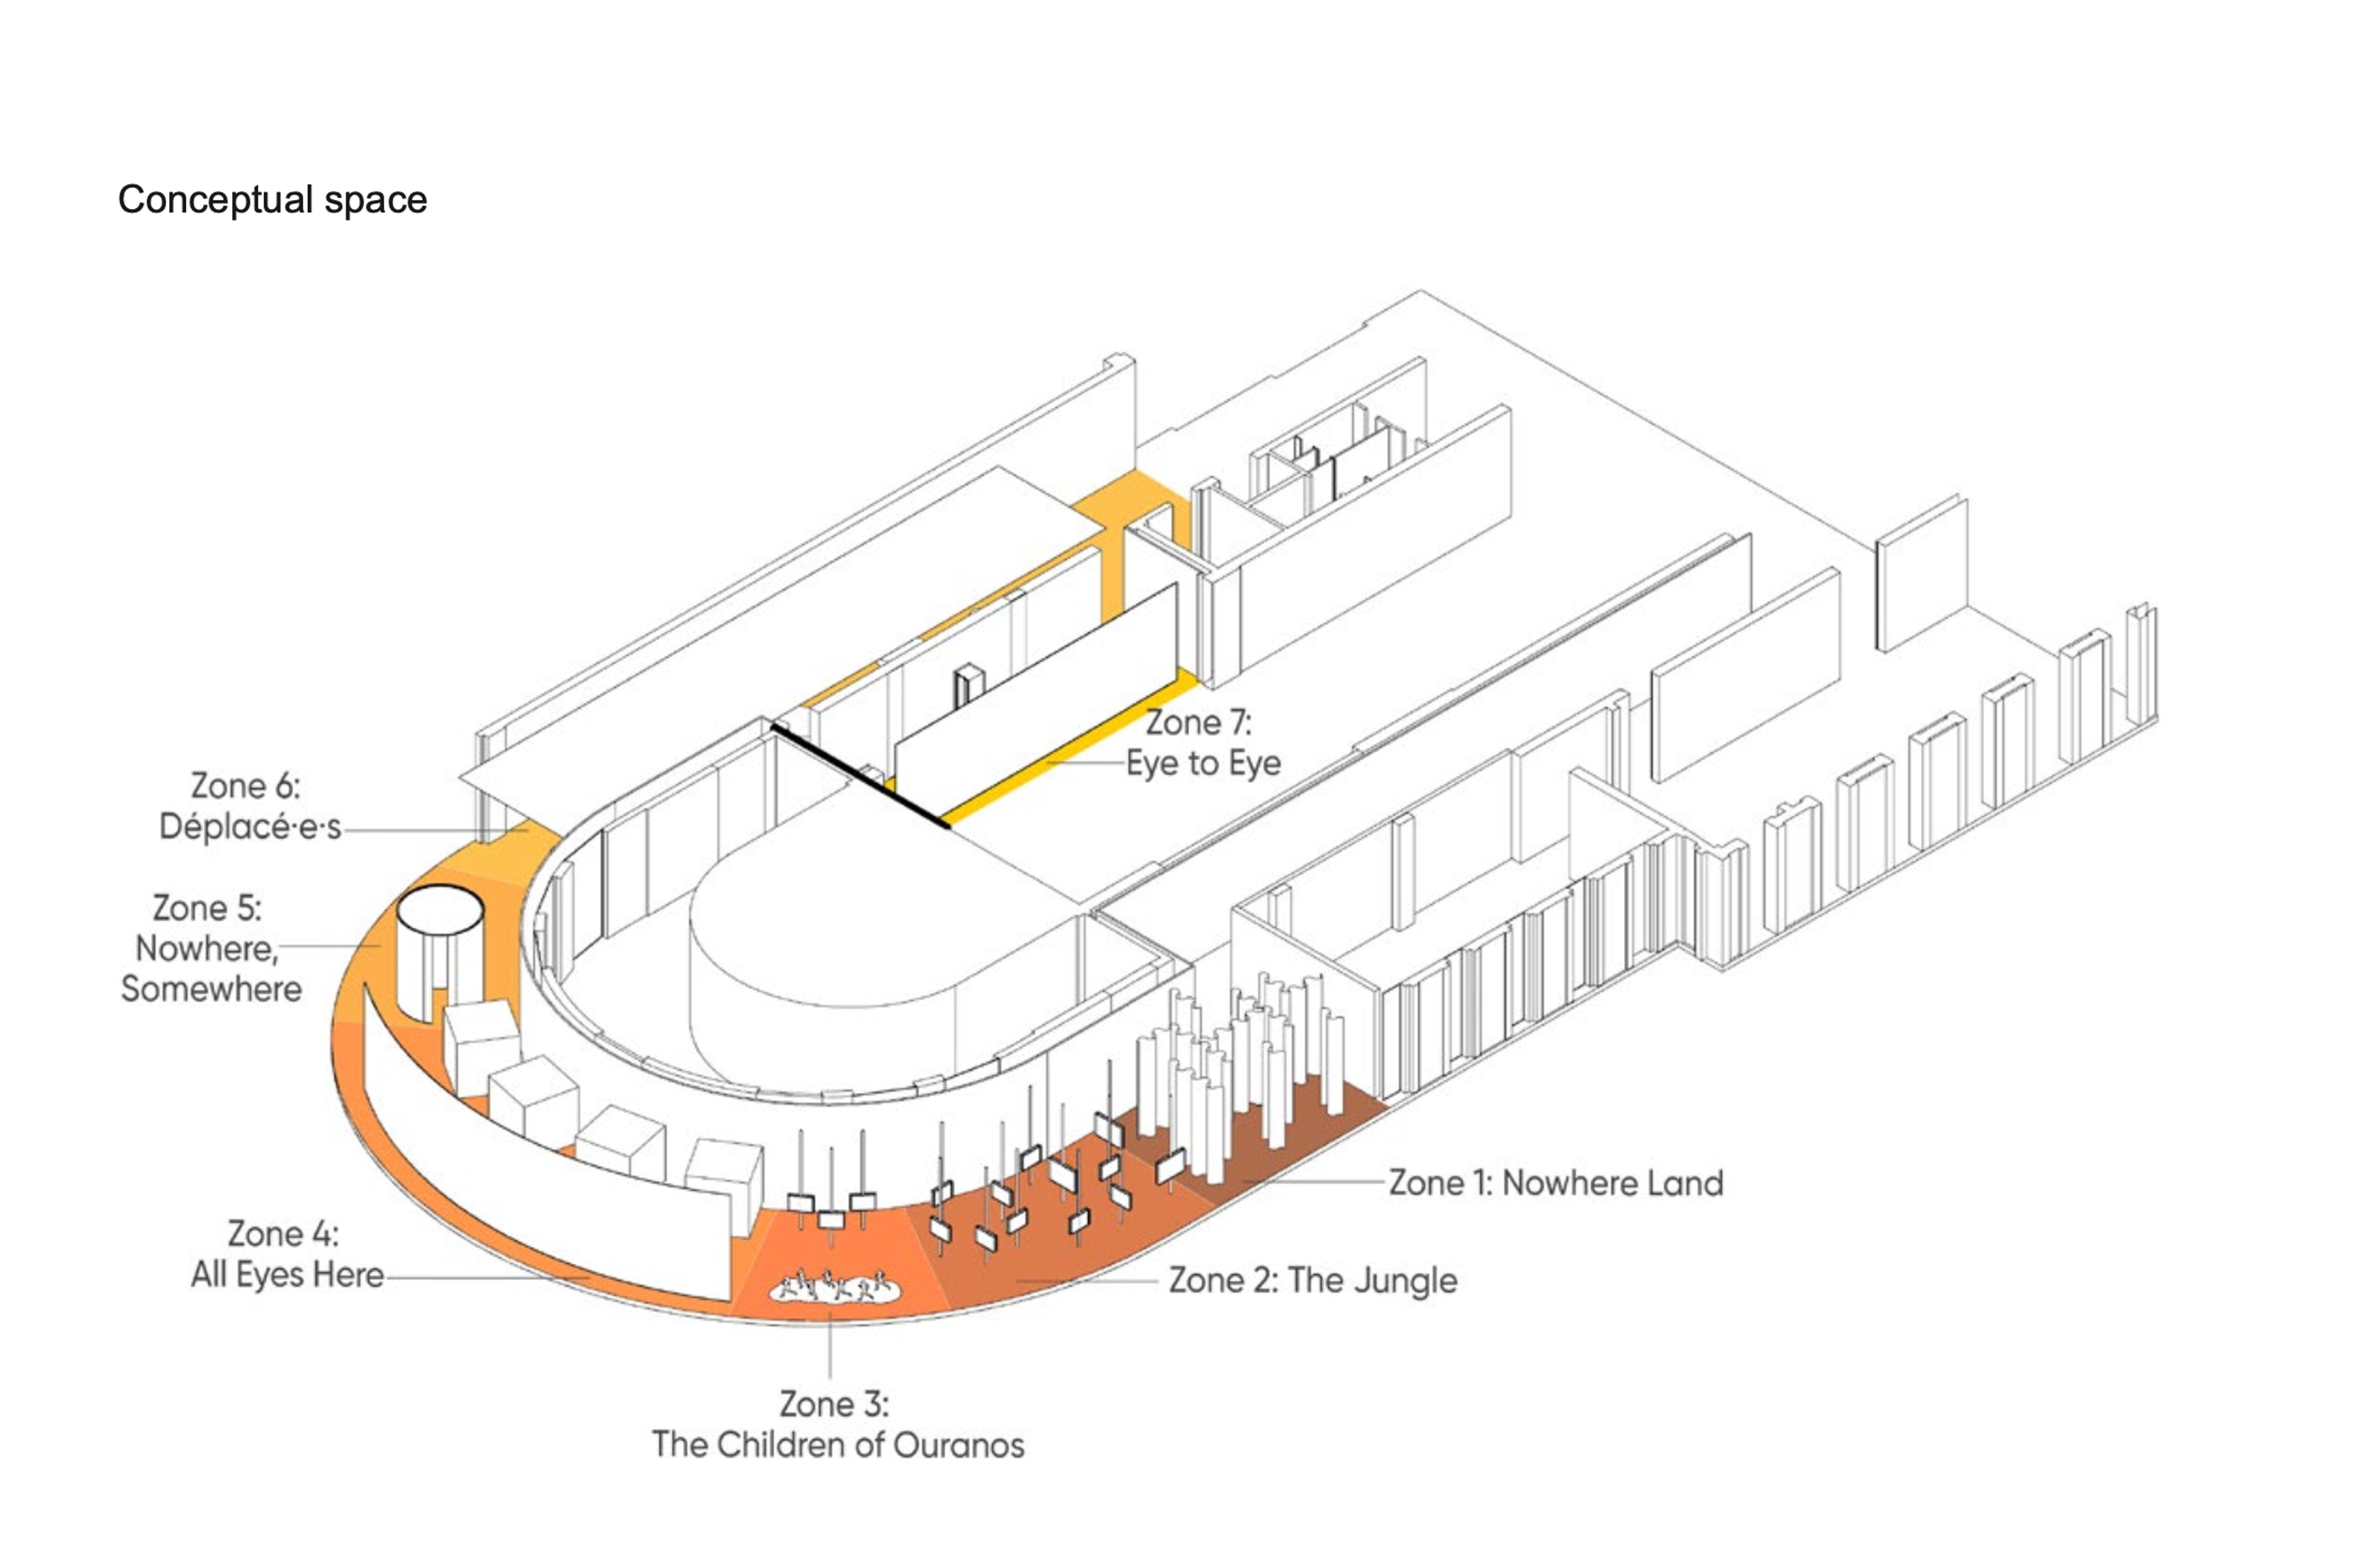 Conceptual space
Zone 7:
Eye to Eye
Zone 6:
Déplacé·e·s
Zone 5:
Nowhere,
Somewhere
Zone 1: Nowhere Land
Zone 4:
All Eyes Here
Zone 2: The Jungle
Zone 3:
The Children of Ouranos